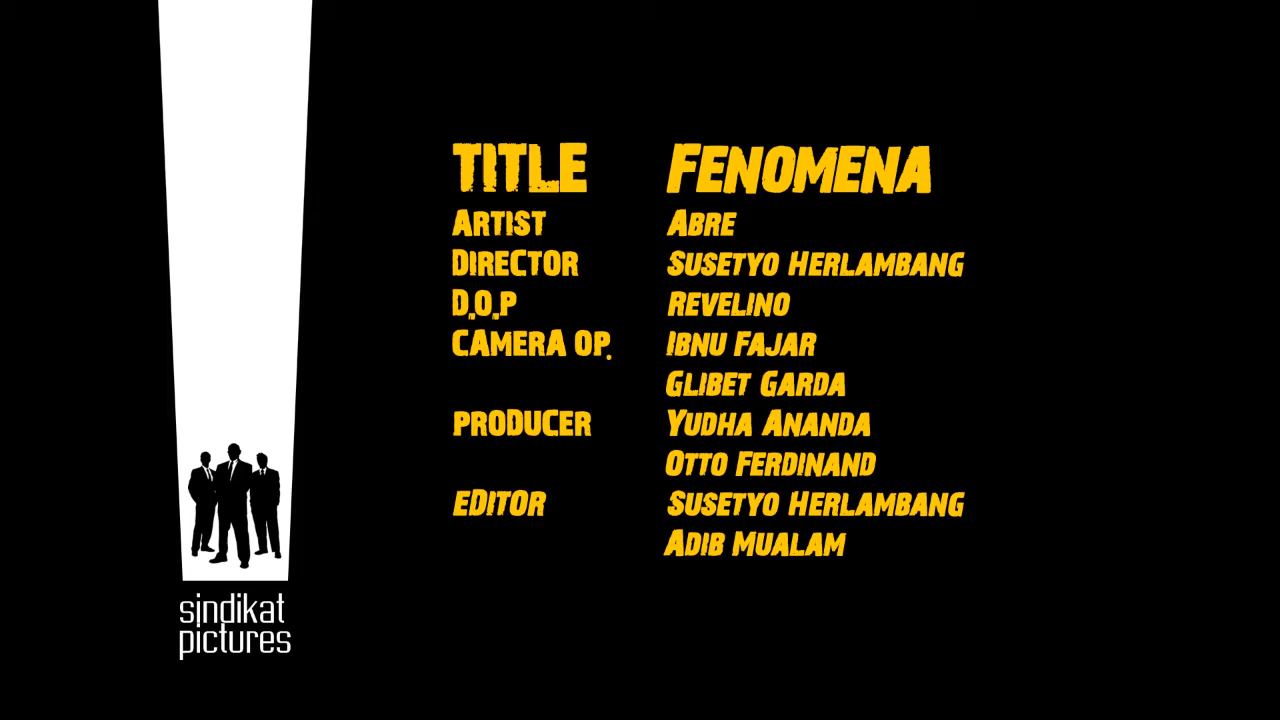 TITLE FENOMENA
ARTIST ABRE
DIRECTOR SUSETYO HERLAMBANG
D.O.P REVELINO
CAMERA OP. IBNU FAJAR
GLIBET GARDA
PRODUCER YUDHA ANANDA
OTTO FERDINAND
EDITOR SUSETYO HERLAMBANG
ADIB MUALAM
sindikat
pictures